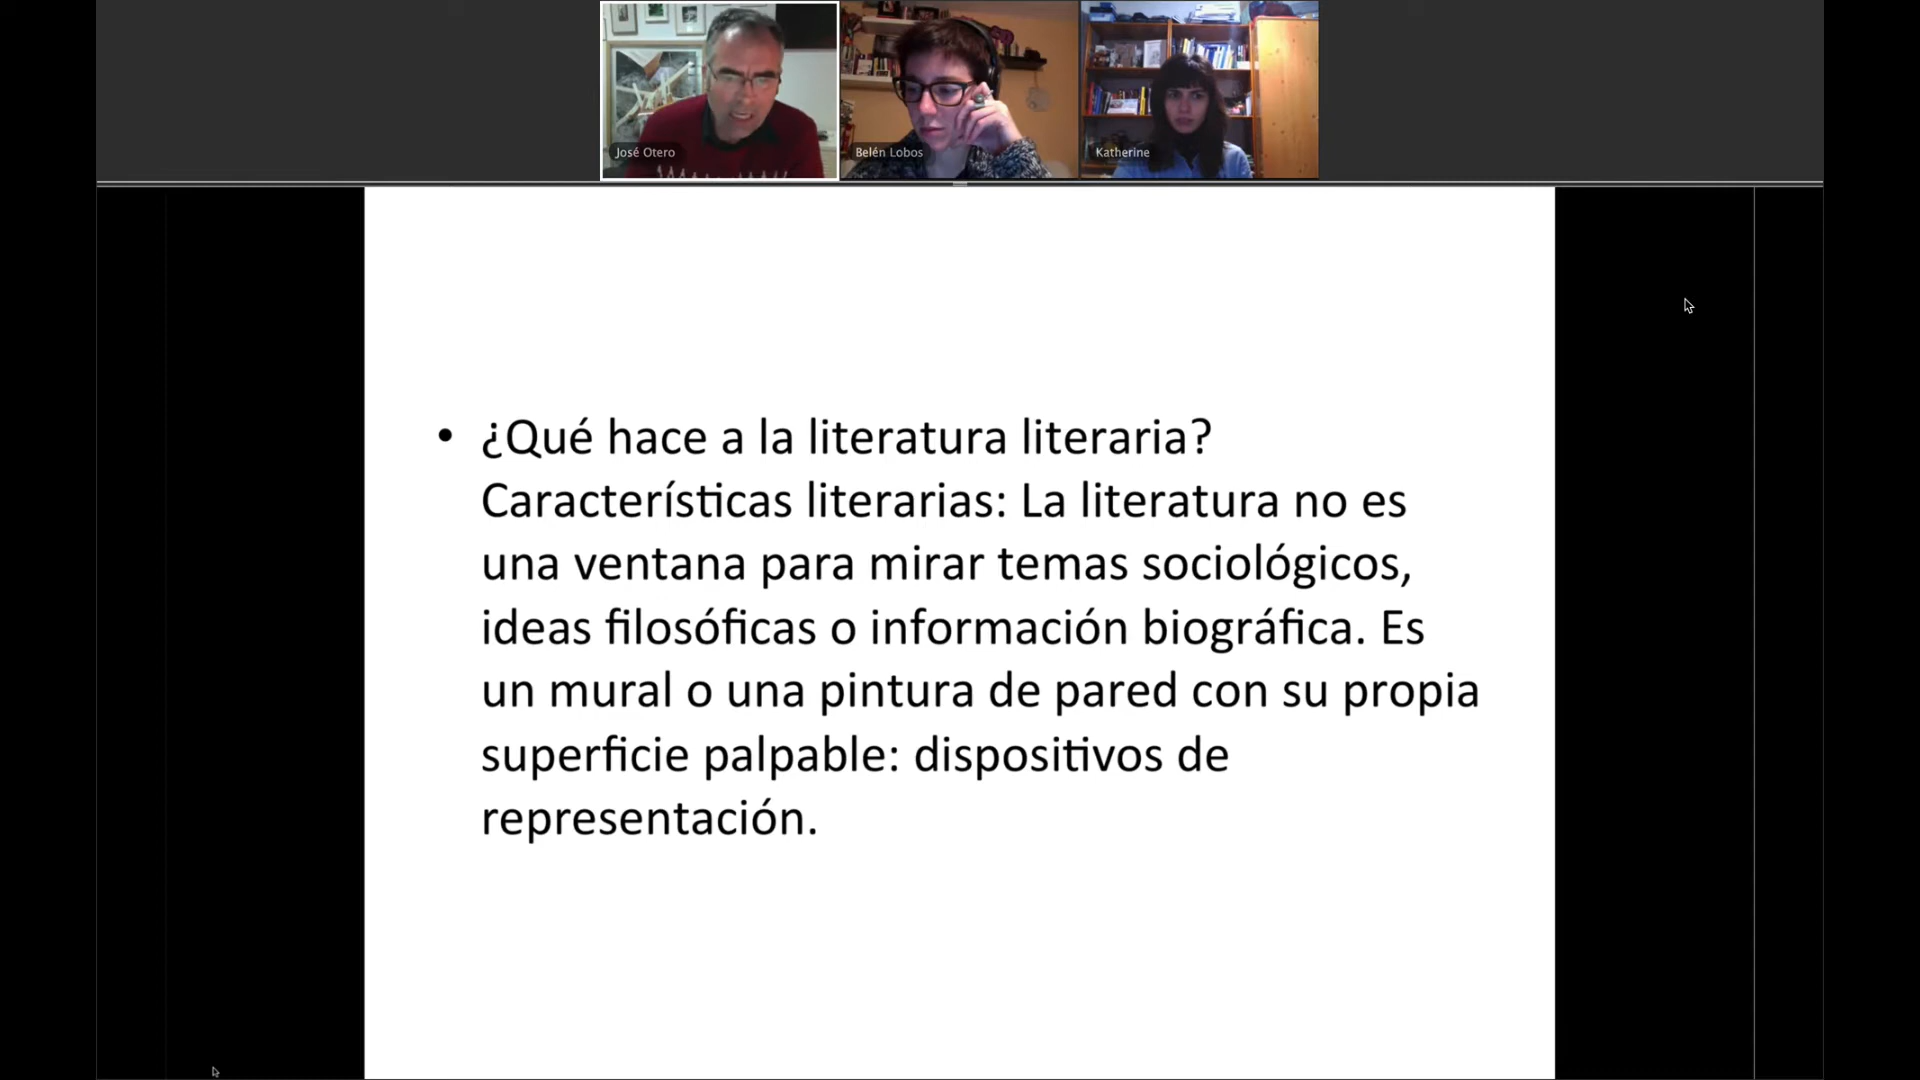 José Otero
Belén Lobos
Katherine
• ¿Qué hace a la literatura literaria?
Características literarias: La literatura no es
una ventana para mirar temas sociológicos,
ideas filosóficas o información biográfica. Es
un mural o una pintura de pared con su propia
superficie palpable: dispositivos de
representación.